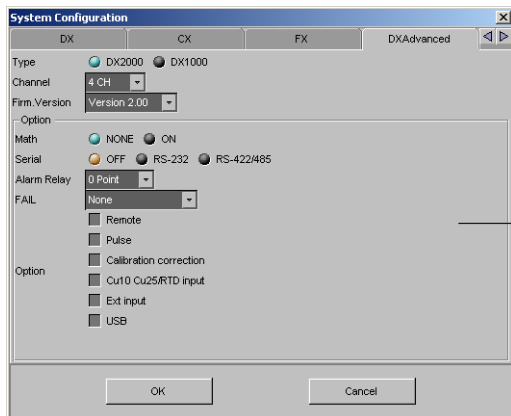 System Configuration
DX CX FX DXAdvanced
Type DX2000 DX1000
Channel 4 CH
Firm.Version Version 2.00
Option
Math NONE ON
Serial OFF RS-232 RS-422/485
Alarm Relay 0 Point
FAIL None
Remote
Pulse
Calibration correction
Option Cu10 Cu25/RTD input
Ext input
USB
OK Cancel